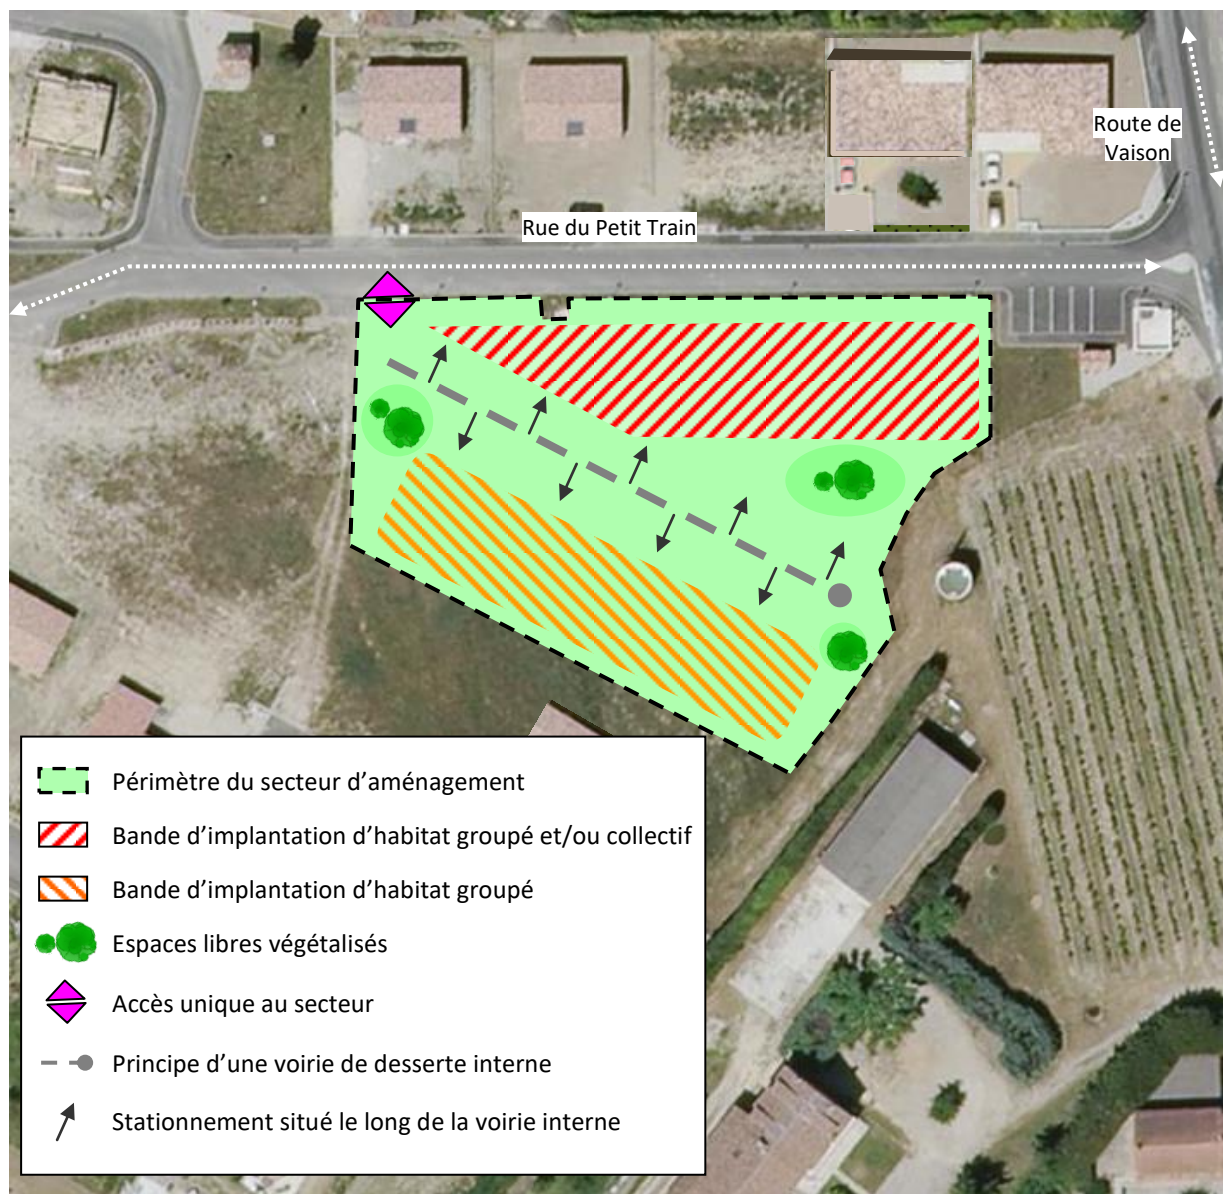 Route de
Vaison
Rue du Petit Train
Périmètre du secteur d’aménagement
Bande d’implantation d’habitat groupé et/ou collectif
Bande d’implantation d’habitat groupé
Espaces libres végétalisés
Accès unique au secteur
Principe d’une voirie de desserte interne
Stationnement situé le long de la voirie interne